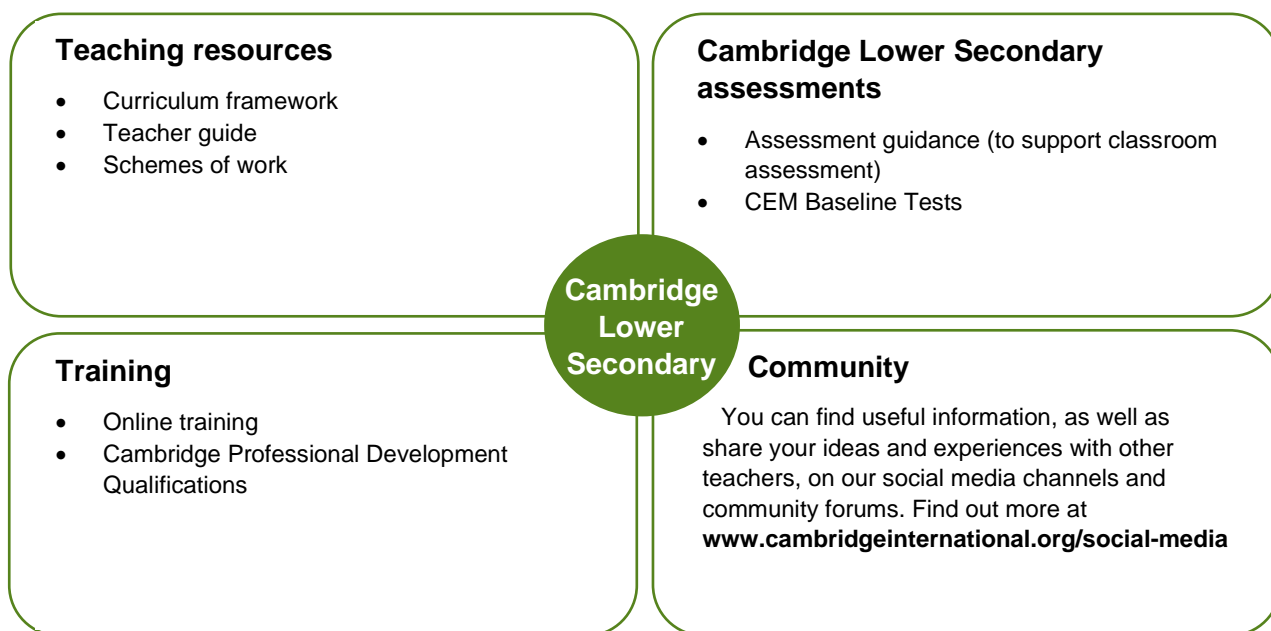 Teaching resources
• Curriculum framework
• Teacher guide
• Schemes of work
Cambridge Lower Secondary
assessments
• Assessment guidance (to support classroom
assessment)
• CEM Baseline Tests
Cambridge
Lower
Secondary
Training
• Online training
• Cambridge Professional Development
Qualifications
Community
You can find useful information, as well as
share your ideas and experiences with other
teachers, on our social media channels and
community forums. Find out more at
www.cambridgeinternational.org/social-media